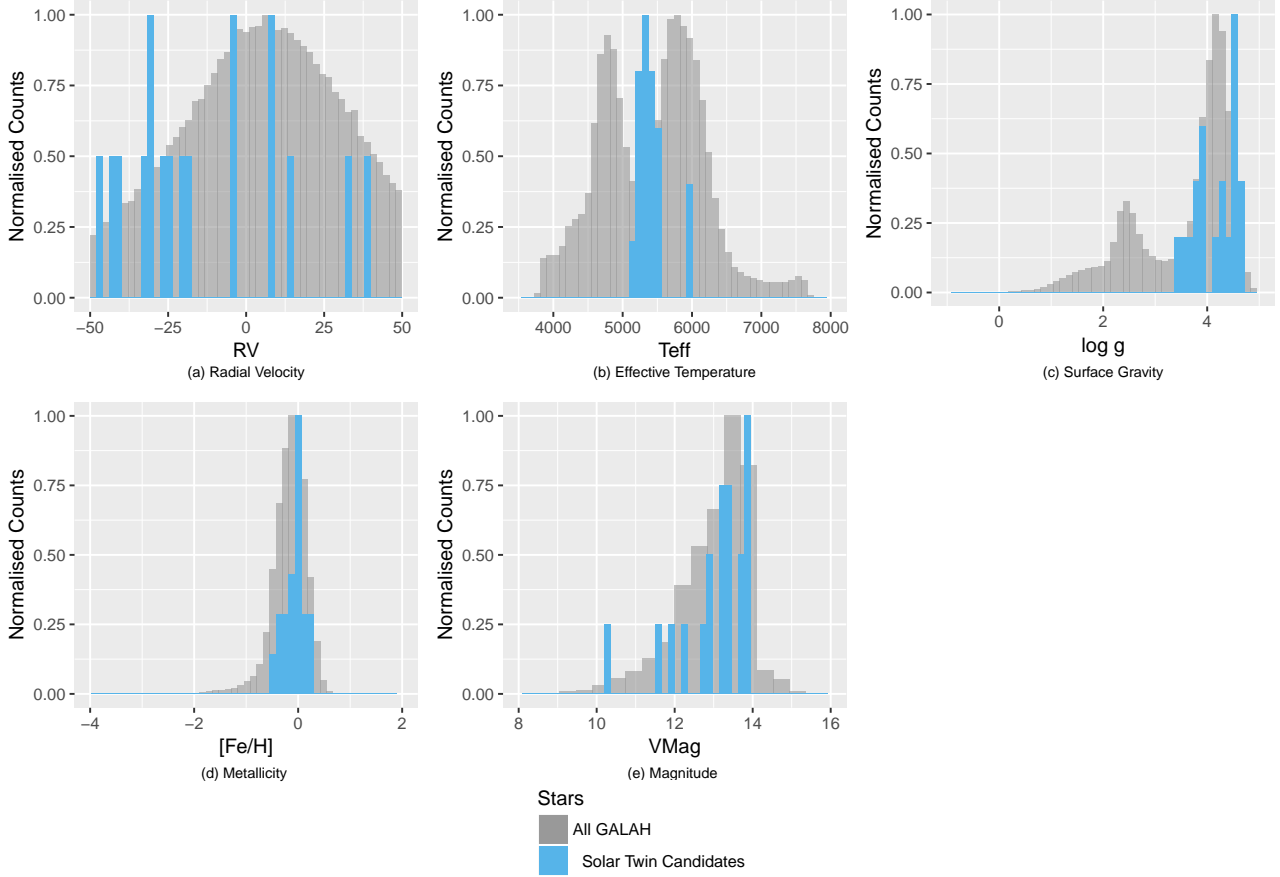 1.00
0.75
0.50
0.25
0.00
Normalised Counts
−50
−25
0
25
50
RV
(a) Radial Velocity
1.00
0.75
0.50
0.25
0.00
Normalised Counts
4000
5000
6000
7000
8000
Teff
(b) Effective Temperature
1.00
0.75
0.50
0.25
0.00
Normalised Counts
0
2
4
log g
(c) Surface Gravity
1.00
0.75
0.50
0.25
0.00
Normalised Counts
−4
−2
0
2
[Fe/H]
(d) Metallicity
1.00
0.75
0.50
0.25
0.00
Normalised Counts
8
10
12
14
16
VMag
(e) Magnitude
Stars
All GALAH
Solar Twin Candidates